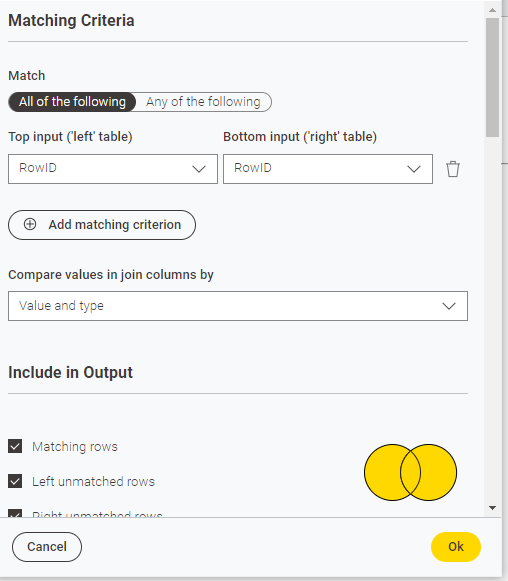 Matching Criteria
Match
All of the following Any of the following
Top input ('left' table) Bottom input ('right' table)
RowID RowID
Add matching criterion
Compare values in join columns by
Value and type
Include in Output
Matching rows
Left unmatched rows
Right unmatched rows
Cancel Ok